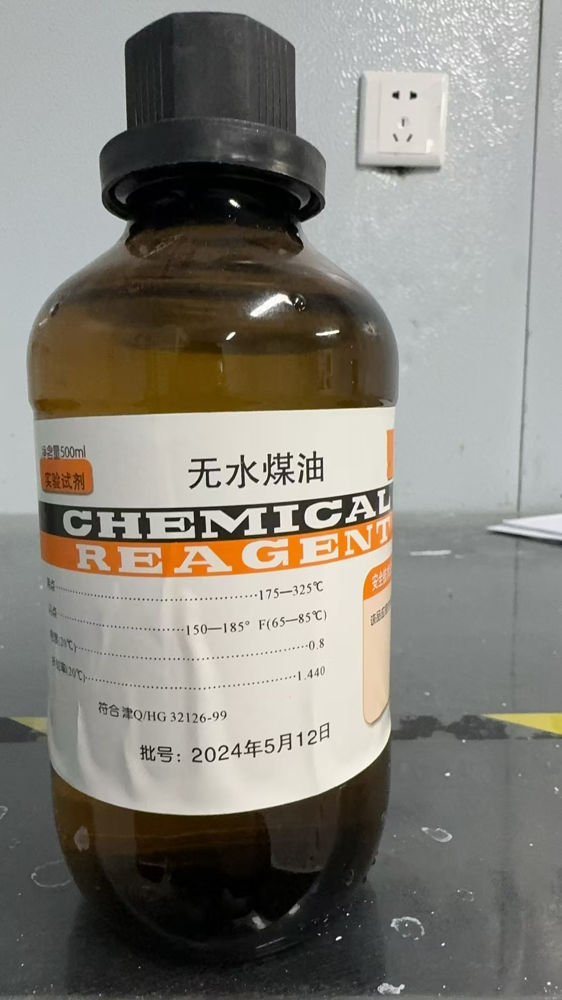 净含量500ml
实验试剂
无水煤油
CHEMICAL
REAGENT
沸点 175—325℃
闪点 150—185° F(65—85℃)
密度(20℃) 0.8
折射率(20℃) 1.440
符合津Q/HG 32126-99
批号：2024年5月12日
安全技术
该品应